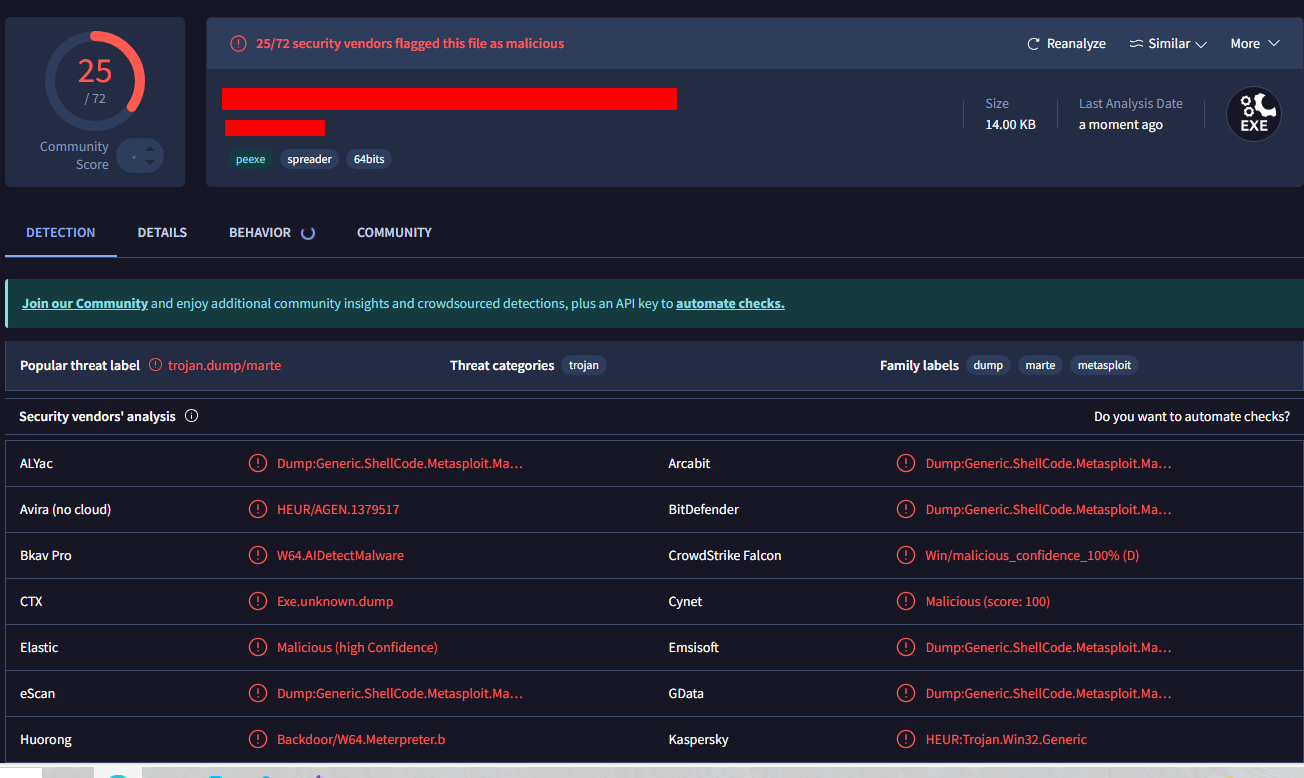 25
/ 72
Community
Score
25/72 security vendors flagged this file as malicious
Reanalyze
Similar
More
Size
14.00 KB
Last Analysis Date
a moment ago
EXE
peexe
spreader
64bits
DETECTION
DETAILS
BEHAVIOR
COMMUNITY
Join our Community and enjoy additional community insights and crowdsourced detections, plus an API key to automate checks.
Popular threat label trojan.dump/marte
Threat categories trojan
Family labels dump marte metasploit
Security vendors' analysis
Do you want to automate checks?
ALYac Dump:Generic.ShellCode.Metasploit.Ma... Arcabit Dump:Generic.ShellCode.Metasploit.Ma...
Avira (no cloud) HEUR/AGEN.1379517 BitDefender Dump:Generic.ShellCode.Metasploit.Ma...
Bkav Pro W64.AIDetectMalware CrowdStrike Falcon Win/malicious_confidence_100% (D)
CTX Exe.unknown.dump Cynet Malicious (score: 100)
Elastic Malicious (high Confidence) Emsisoft Dump:Generic.ShellCode.Metasploit.Ma...
eScan Dump:Generic.ShellCode.Metasploit.Ma... GData Dump:Generic.ShellCode.Metasploit.Ma...
Huorong Backdoor/W64.Meterpreter.b Kaspersky HEUR:Trojan.Win32.Generic